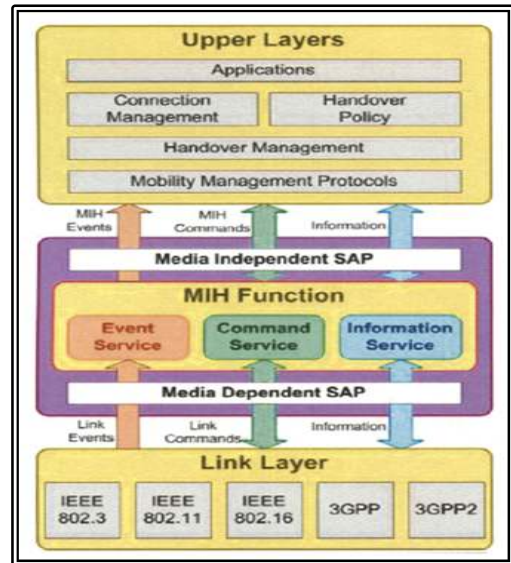 Upper Layers
Applications
Connection
Management
Handover
Policy
Handover Management
Mobility Management Protocols
MIH
Events
MIH
Commands
Information
Media Independent SAP
MIH Function
Event
Service
Command
Service
Information
Service
Media Dependent SAP
Link
Events
Link
Commands
Information
Link Layer
IEEE
802.3
IEEE
802.11
IEEE
802.16
3GPP
3GPP2